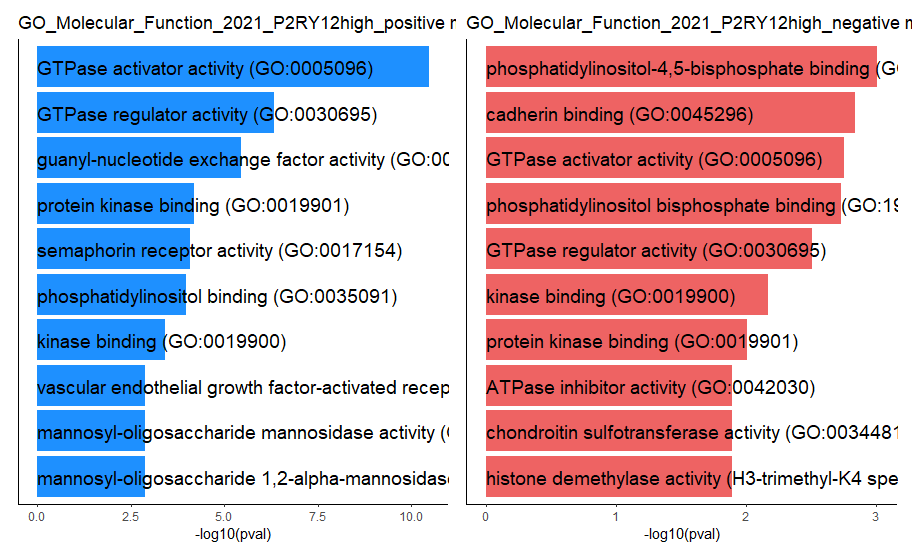 GO_Molecular_Function_2021_P2RY12high_positive
GTPase activator activity (GO:0005096)
GTPase regulator activity (GO:0030695)
guanyl-nucleotide exchange factor activity (GO:00
protein kinase binding (GO:0019901)
semaphorin receptor activity (GO:0017154)
phosphatidylinositol binding (GO:0035091)
kinase binding (GO:0019900)
vascular endothelial growth factor-activated recep
mannosyl-oligosaccharide mannosidase activity (
mannosyl-oligosaccharide 1,2-alpha-mannosidas
0.0 2.5 5.0 7.5 10.0
-log10(pval)
GO_Molecular_Function_2021_P2RY12high_negative
phosphatidylinositol-4,5-bisphosphate binding (G
cadherin binding (GO:0045296)
GTPase activator activity (GO:0005096)
phosphatidylinositol bisphosphate binding (GO:19
GTPase regulator activity (GO:0030695)
kinase binding (GO:0019900)
protein kinase binding (GO:0019901)
ATPase inhibitor activity (GO:0042030)
chondroitin sulfotransferase activity (GO:0034481
histone demethylase activity (H3-trimethyl-K4 spe
0 1 2 3
-log10(pval)